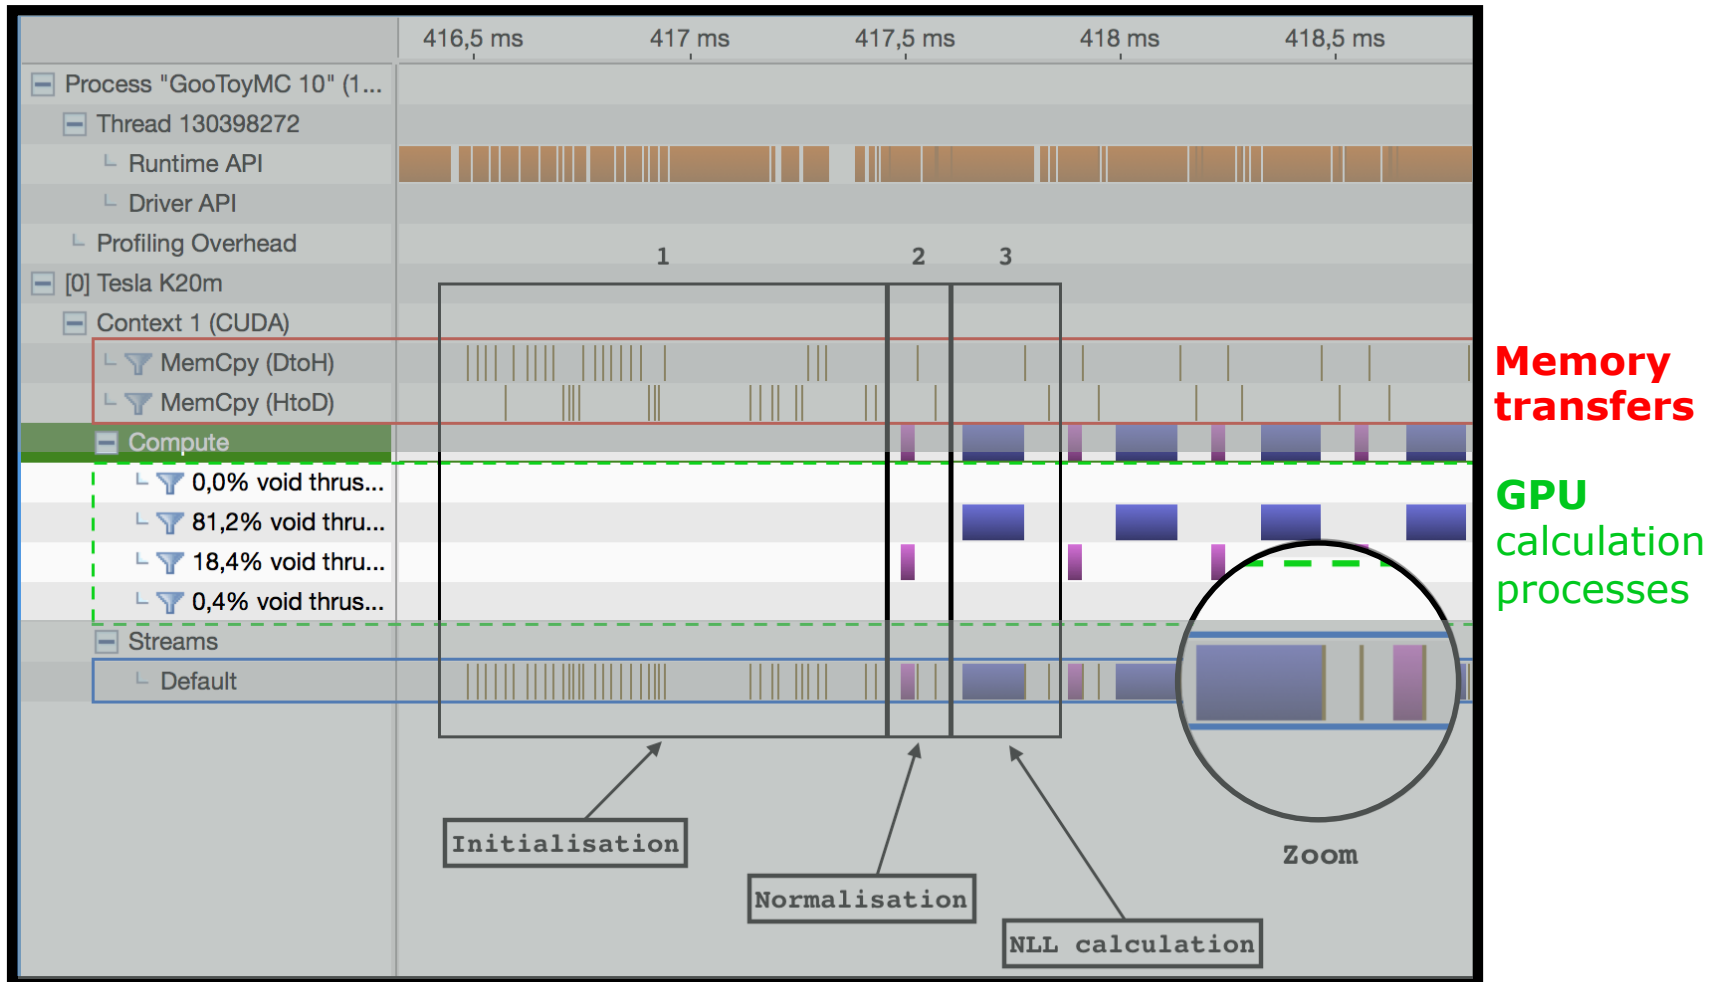 416,5 ms 417 ms 417,5 ms 418 ms 418,5 ms
Process "GooToyMC 10" (1...
Thread 130398272
Runtime API
Driver API
Profiling Overhead
1 2 3
[0] Tesla K20m
Context 1 (CUDA)
MemCpy (DtoH)
MemCpy (HtoD)
Memory
transfers
Compute
0,0% void thrus...
81,2% void thru...
18,4% void thru...
0,4% void thrus...
GPU
calculation
processes
Streams
Default
Initialisation
Normalisation
NLL calculation
Zoom